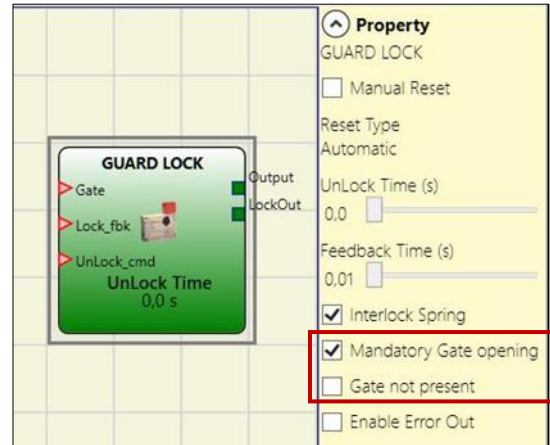 GUARD LOCK
Gate
Lock_fbk
UnLock_cmd
UnLock Time
0,0 s
Output
LockOut
Property
GUARD LOCK
Manual Reset
Reset Type
Automatic
UnLock Time (s)
0,0
Feedback Time (s)
0,01
Interlock Spring
Mandatory Gate opening
Gate not present
Enable Error Out